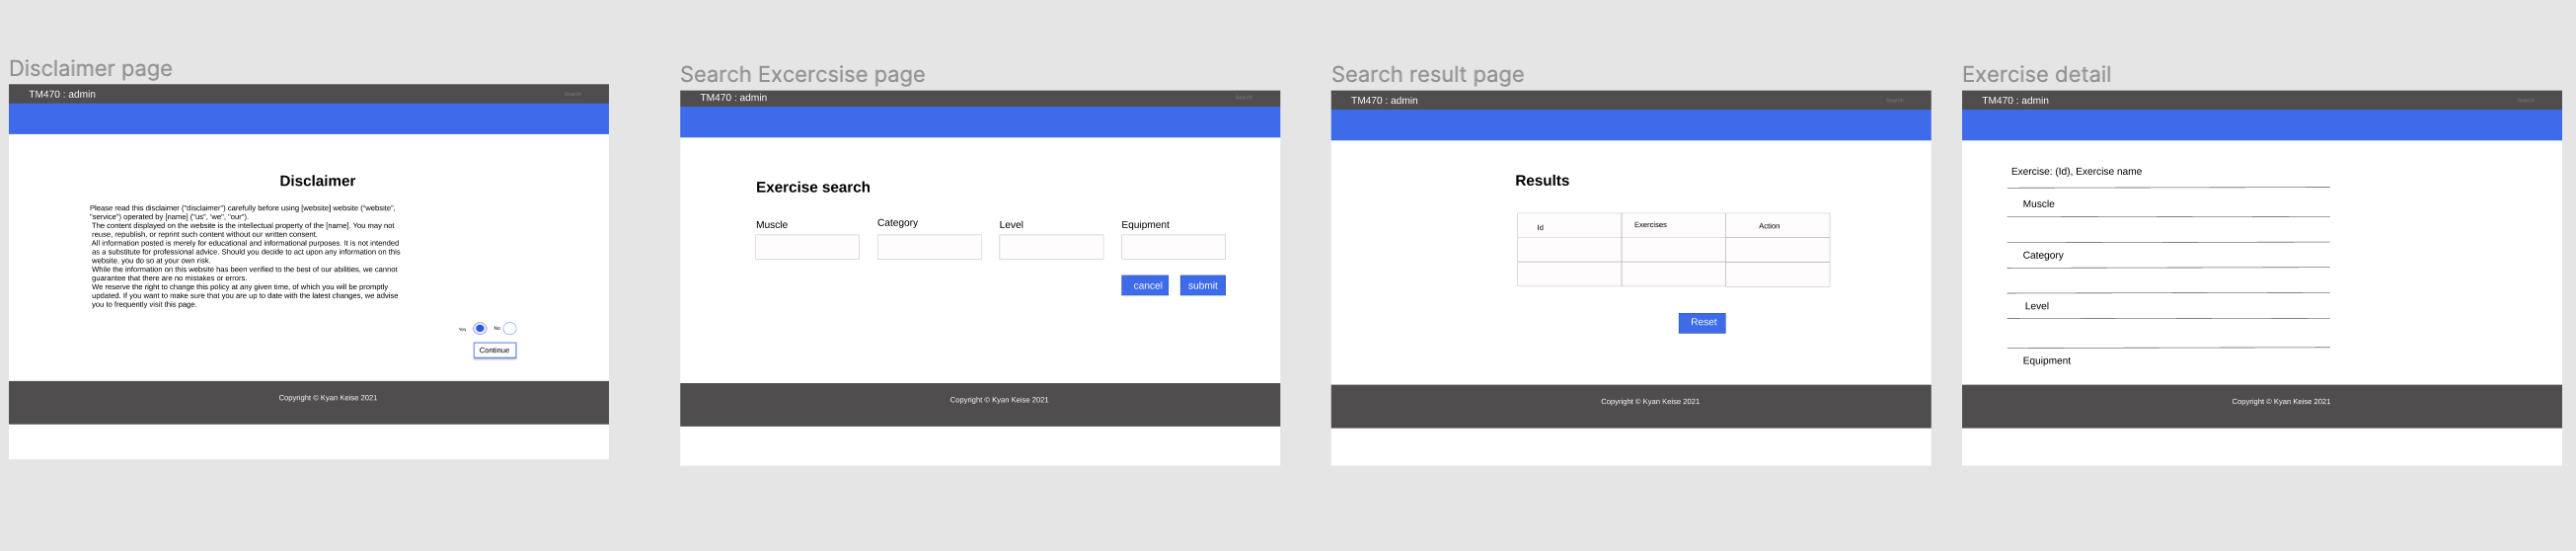 Disclaimer page
TM470 : admin
Search
Disclaimer
Please read this disclaimer ("disclaimer") carefully before using [website] website ("website",
"service") operated by [name] ("us", 'we", "our").
The content displayed on the website is the intellectual property of the [name]. You may not
reuse, republish, or reprint such content without our written consent.
All information posted is merely for educational and informational purposes. It is not intended
as a substitute for professional advice. Should you decide to act upon any information on this
website, you do so at your own risk.
While the information on this website has been verified to the best of our abilities, we cannot
guarantee that there are no mistakes or errors.
We reserve the right to change this policy at any given time, of which you will be promptly
updated. If you want to make sure that you are up to date with the latest changes, we advise
you to frequently visit this page.
Yes No
Continue
Copyright © Kyan Keise 2021
Search Excercsise page
TM470 : admin
Search
Exercise search
Muscle Category Level Equipment
cancel submit
Copyright © Kyan Keise 2021
Search result page
TM470 : admin
Search
Results
Id Exercises Action
Reset
Copyright © Kyan Keise 2021
Exercise detail
TM470 : admin
Search
Exercise: (Id), Exercise name
Muscle
Category
Level
Equipment
Copyright © Kyan Keise 2021